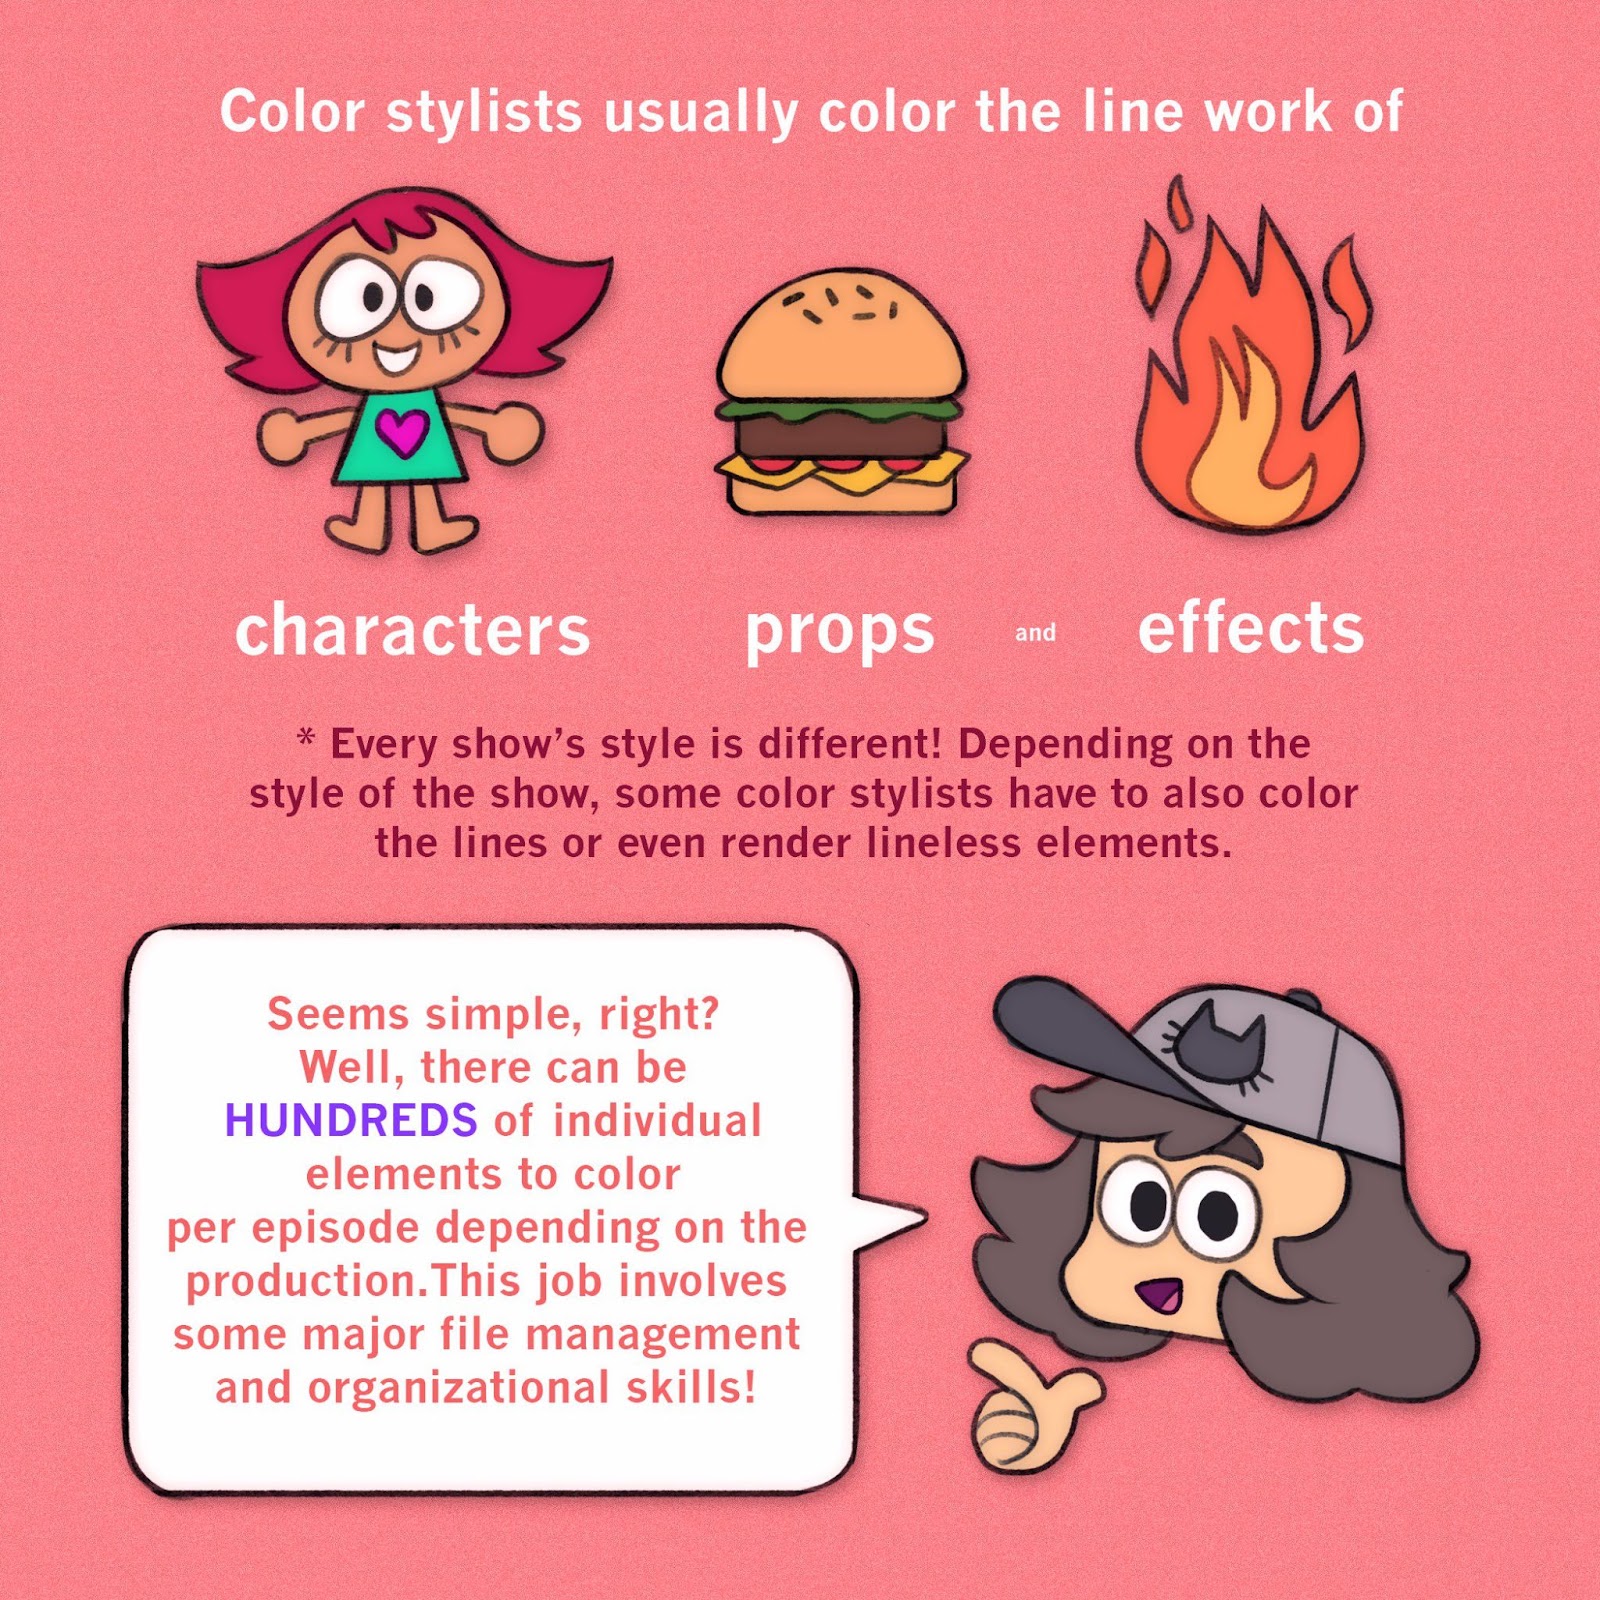 Color stylists usually color the line work of
characters props and effects
* Every show's style is different! Depending on the
style of the show, some color stylists have to also color
the lines or even render lineless elements.
Seems simple, right?
Well, there can be
HUNDREDS of individual
elements to color
per episode depending on the
production.This job involves
some major file management
and organizational skills!